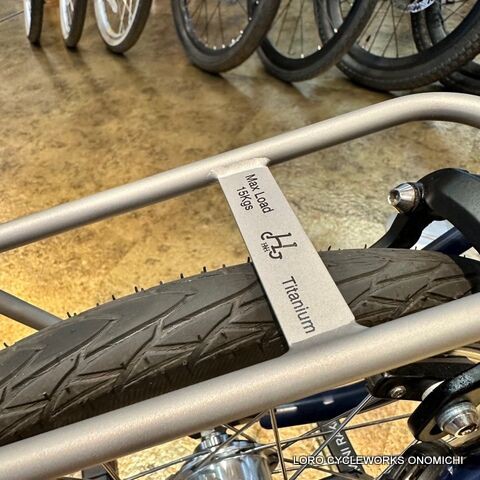 Max Load
15Kgs
H&H
Titanium
LORO CYCLEWORKS ONOMICHI